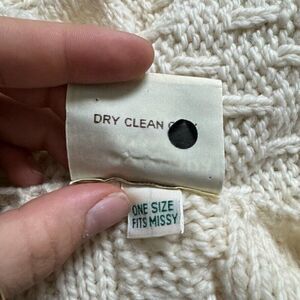 DRY CLEAN
ONE SIZE
FITS MISSY